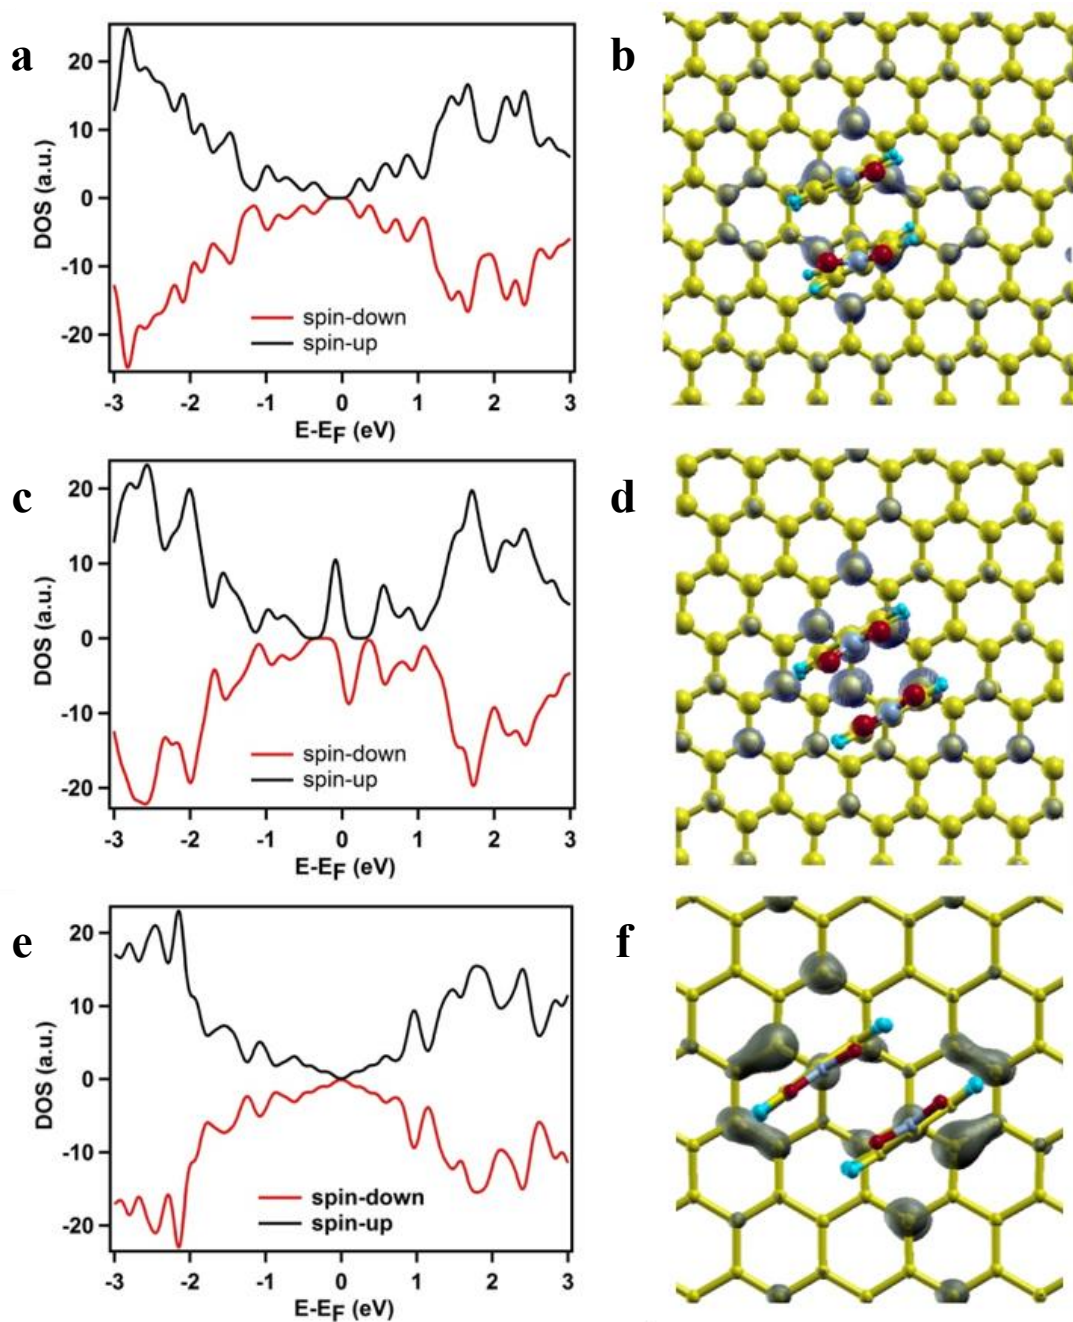 a
20
10
0
-10
-20
DOS (a.u.)
spin-down
spin-up
-3 -2 -1 0 1 2 3
E-EF (eV)
b
c
20
10
0
-10
-20
DOS (a.u.)
spin-down
spin-up
-3 -2 -1 0 1 2 3
E-EF (eV)
d
e
20
10
0
-10
-20
DOS (a.u.)
spin-down
spin-up
-3 -2 -1 0 1 2 3
E-EF (eV)
f